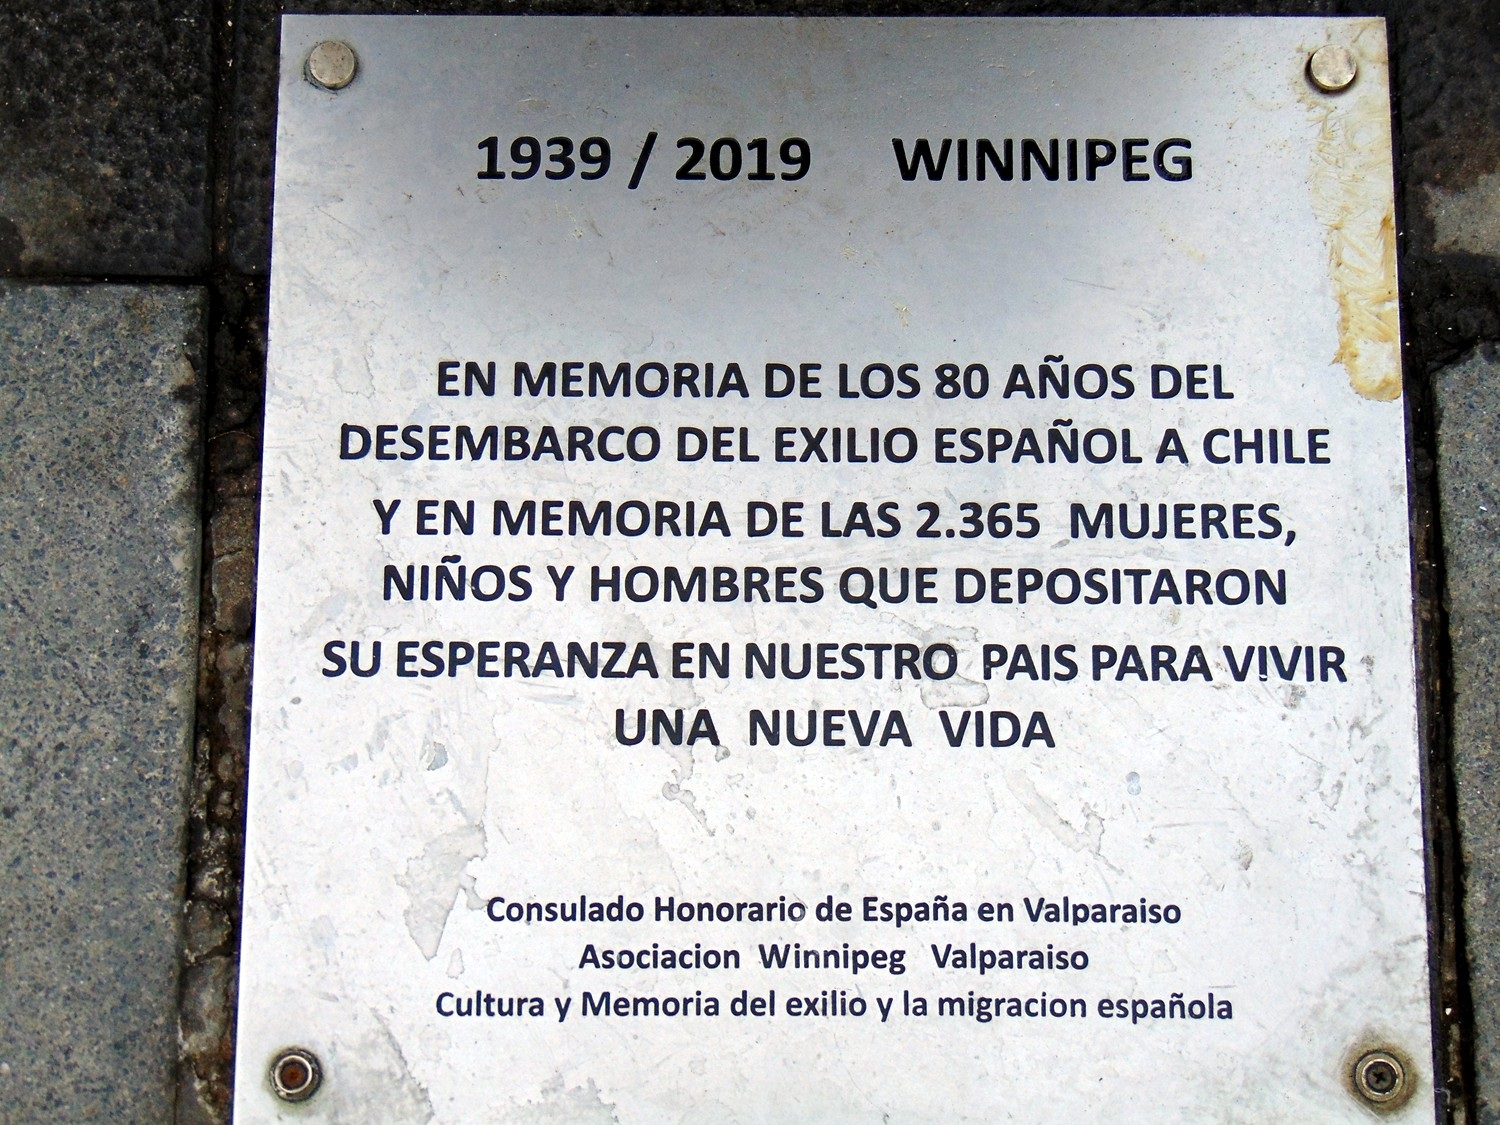 1939 / 2019 WINNIPEG
EN MEMORIA DE LOS 80 AÑOS DEL
DESEMBARCO DEL EXILIO ESPAÑOL A CHILE
Y EN MEMORIA DE LAS 2.365 MUJERES,
NIÑOS Y HOMBRES QUE DEPOSITARON
SU ESPERANZA EN NUESTRO PAIS PARA VIVIR
UNA NUEVA VIDA
Consulado Honorario de España en Valparaiso
Asociacion Winnipeg Valparaiso
Cultura y Memoria del exilio y la migracion española